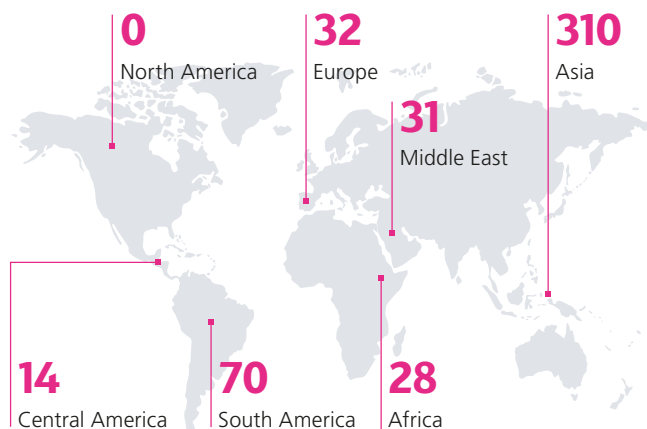 0
North America
32
Europe
310
Asia
31
Middle East
14
Central America
70
South America
28
Africa